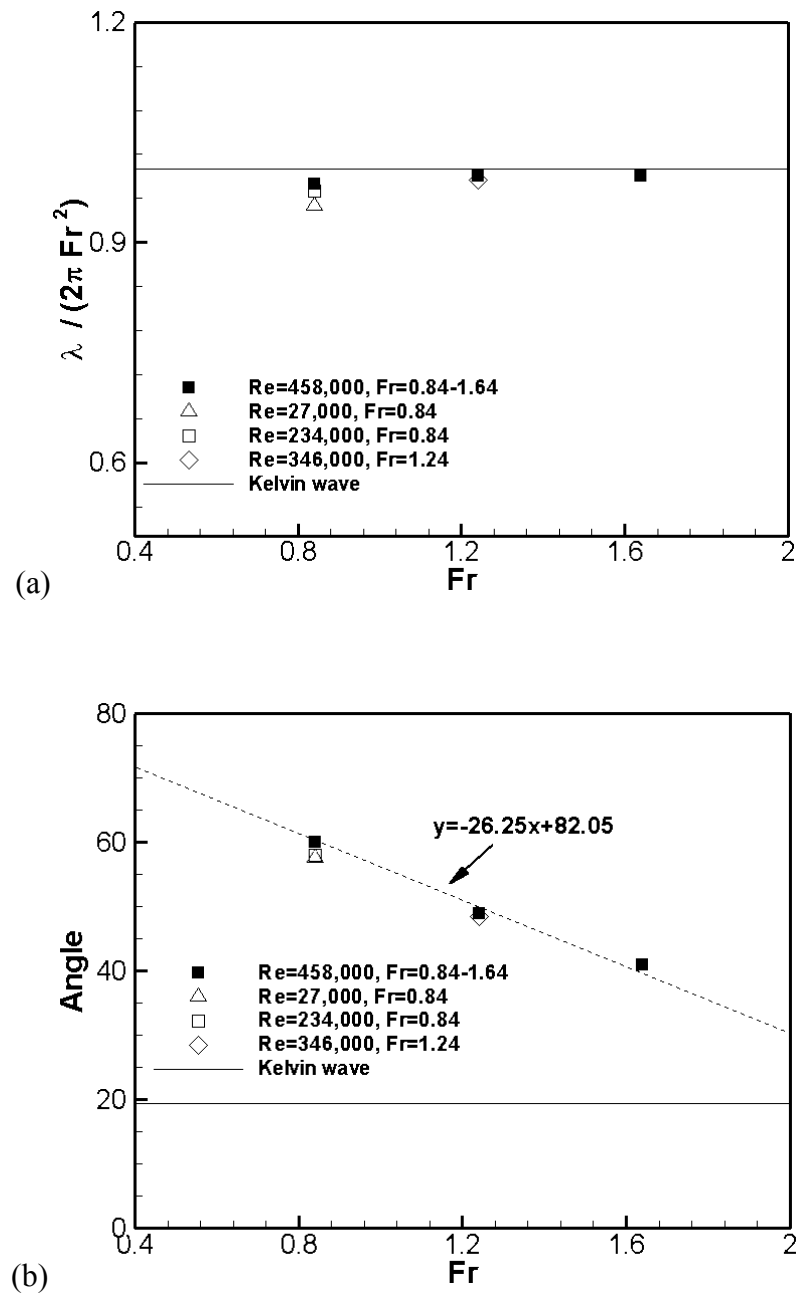 1.2
0.9
0.6
λ / (2π Fr²)
Re=458,000, Fr=0.84-1.64
Re=27,000, Fr=0.84
Re=234,000, Fr=0.84
Re=346,000, Fr=1.24
Kelvin wave
0.4 0.8 1.2 1.6 2
Fr
(a)
80
60
40
20
0
Angle
y=-26.25x+82.05
Re=458,000, Fr=0.84-1.64
Re=27,000, Fr=0.84
Re=234,000, Fr=0.84
Re=346,000, Fr=1.24
Kelvin wave
0.4 0.8 1.2 1.6 2
Fr
(b)